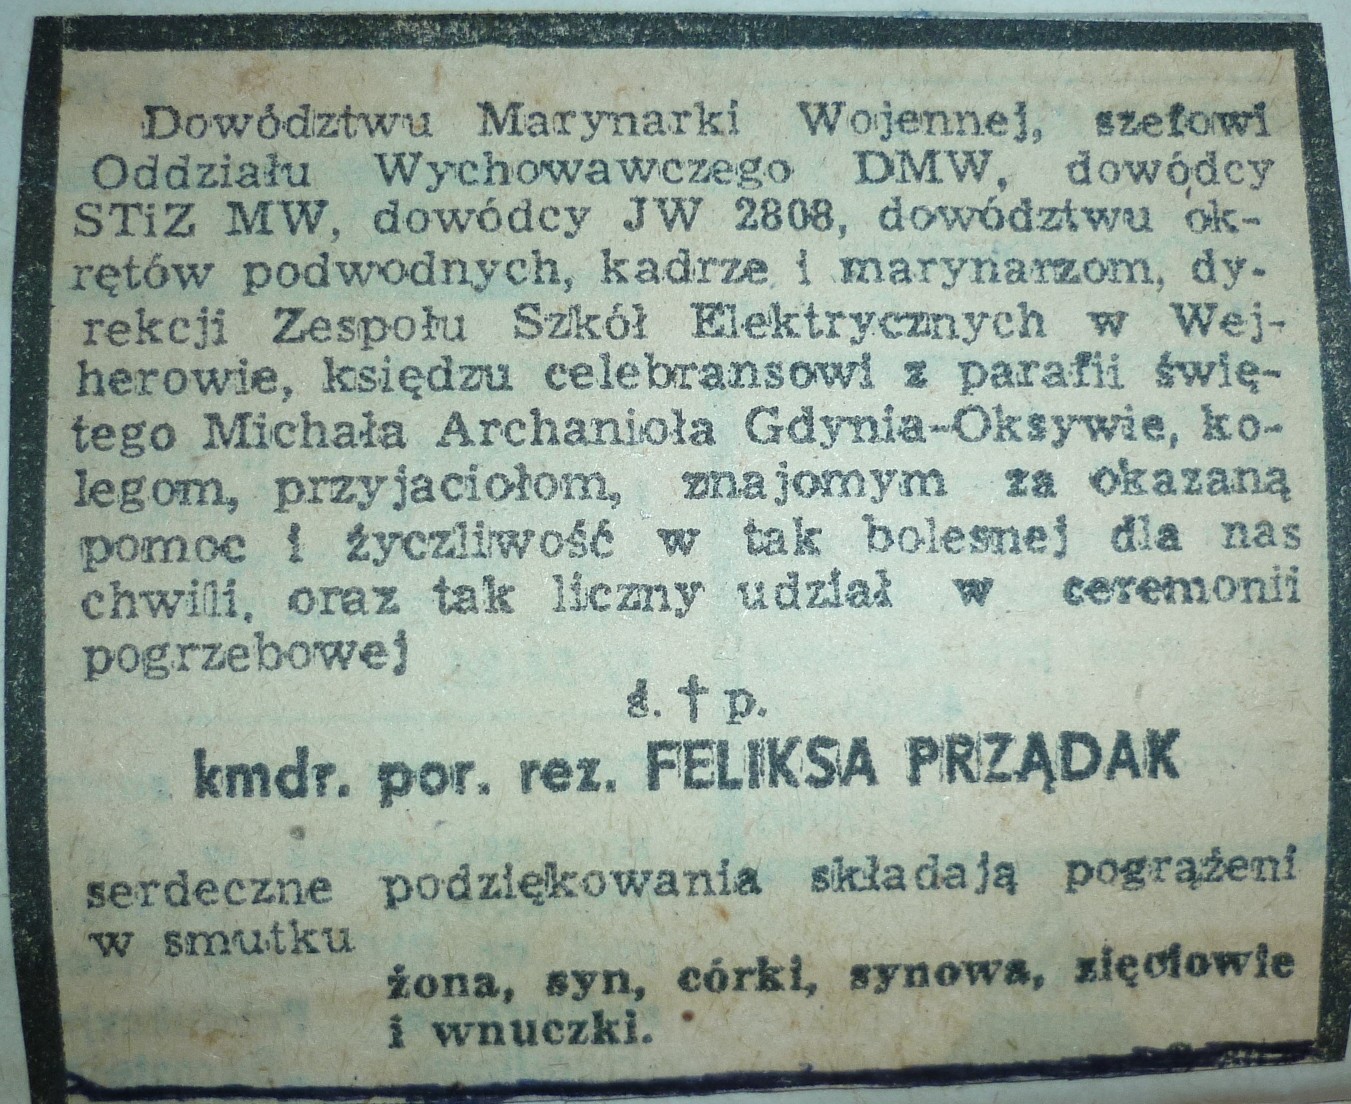 Dowództwu Marynarki Wojennej, szefowi
Oddziału Wychowawczego DMW, dowódcy
STiZ MW, dowódcy JW 2808, dowództwu ok-
rętów podwodnych, kadrze i marynarzom, dy-
rekcji Zespołu Szkół Elektrycznych w Wej-
herowie, księdzu celebransowi z parafii świę-
tego Michała Archanioła Gdynia-Oksywie, ko-
legom, przyjaciołom, znajomym za okazaną
pomoc i życzliwość w tak bolesnej dla nas
chwili, oraz tak liczny udział w ceremonii
pogrzebowej
ś. † p.
kmdr. por. rez. FELIKSA PRZĄDAK
serdeczne podziękowania składają pogrążeni
w smutku
żona, syn, córki, synowa, zięciowie
i wnuczki.